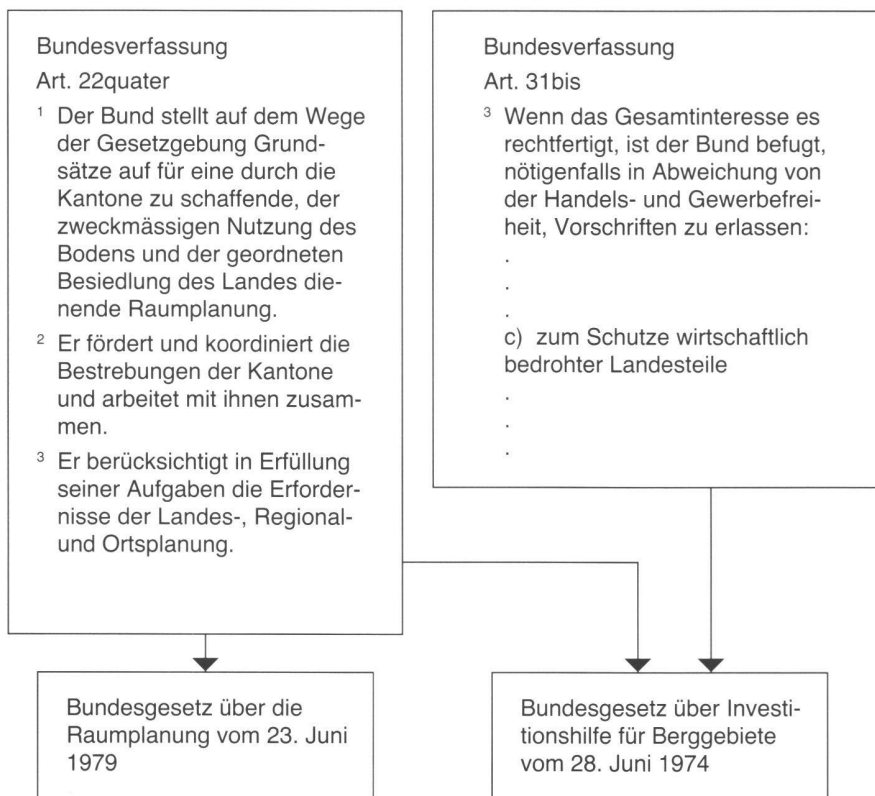 Bundesverfassung
Art. 22quater
1 Der Bund stellt auf dem Wege
der Gesetzgebung Grund-
sätze auf für eine durch die
Kantone zu schaffende, der
zweckmässigen Nutzung des
Bodens und der geordneten
Besiedlung des Landes die-
nende Raumplanung.
2 Er fördert und koordiniert die
Bestrebungen der Kantone
und arbeitet mit ihnen zusam-
men.
3 Er berücksichtigt in Erfüllung
seiner Aufgaben die Erforder-
nisse der Landes-, Regional-
und Ortsplanung.
Bundesverfassung
Art. 31bis
3 Wenn das Gesamtinteresse es
rechtfertigt, ist der Bund befugt,
nötigenfalls in Abweichung von
der Handels- und Gewerbefrei-
heit, Vorschriften zu erlassen:
.
.
.
c) zum Schutze wirtschaftlich
bedrohter Landesteile
.
.
.
Bundesgesetz über die
Raumplanung vom 23. Juni
1979
Bundesgesetz über Investi-
tionshilfe für Berggebiete
vom 28. Juni 1974